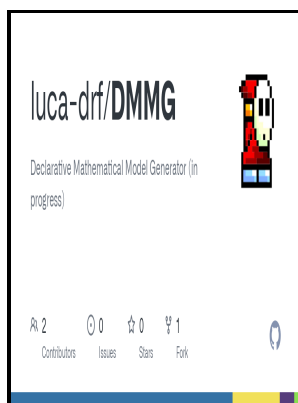 luca-drf/DMMG
Declarative Mathematical Model Generator (in
progress)
2 0 0 1
Contributors Issues Stars Fork